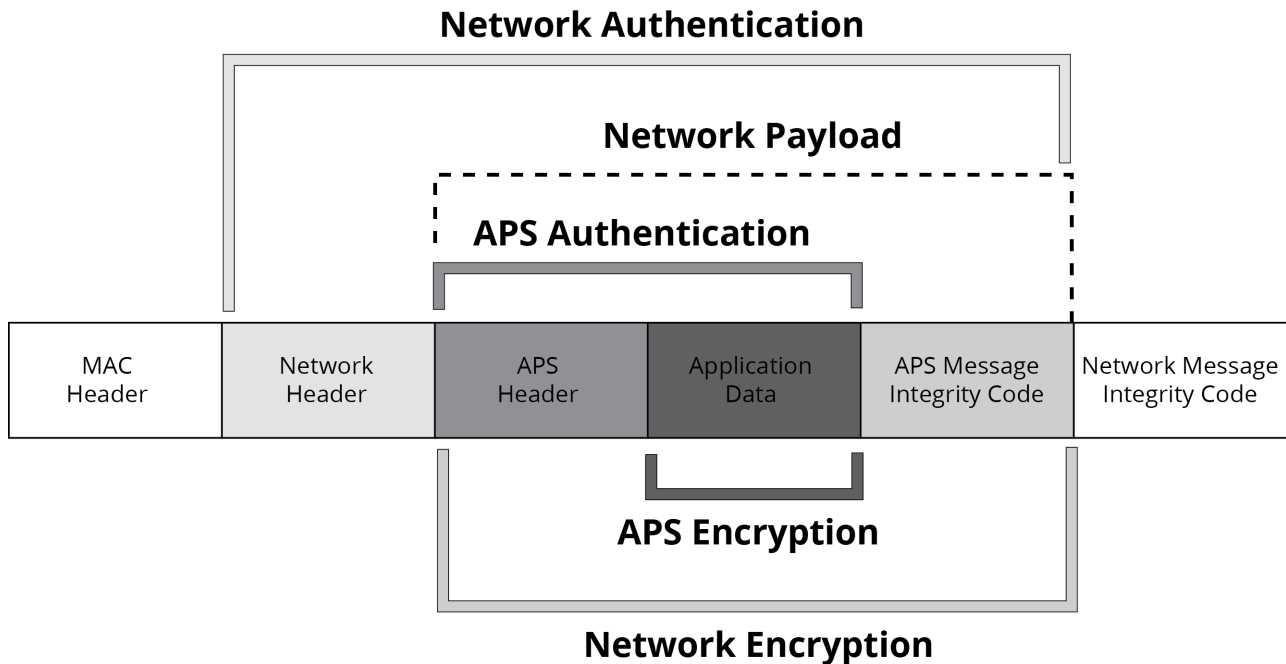 Network Authentication
Network Payload
APS Authentication
MAC
Header
Network
Header
APS
Header
Application
Data
APS Message
Integrity Code
Network Message
Integrity Code
APS Encryption
Network Encryption